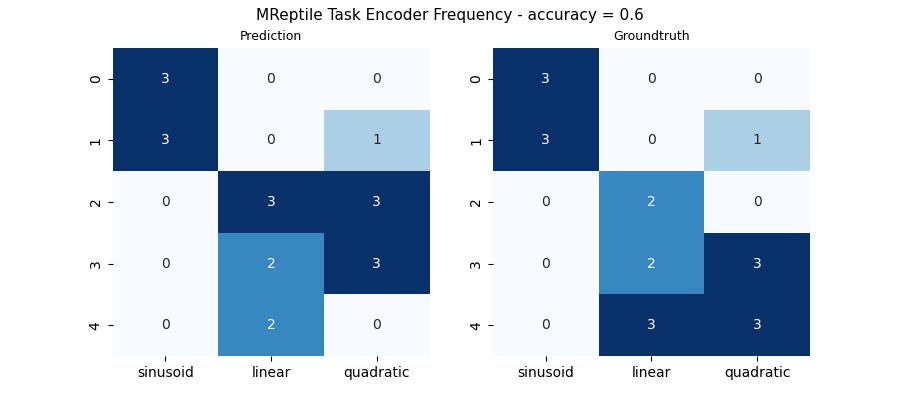 MReptile Task Encoder Frequency - accuracy = 0.6
Prediction Groundtruth
0 3 0 0 0 3 0 0
1 3 0 1 1 3 0 1
2 0 3 3 2 0 2 0
3 0 2 3 3 0 2 3
4 0 2 0 4 0 3 3
sinusoid linear quadratic sinusoid linear quadratic